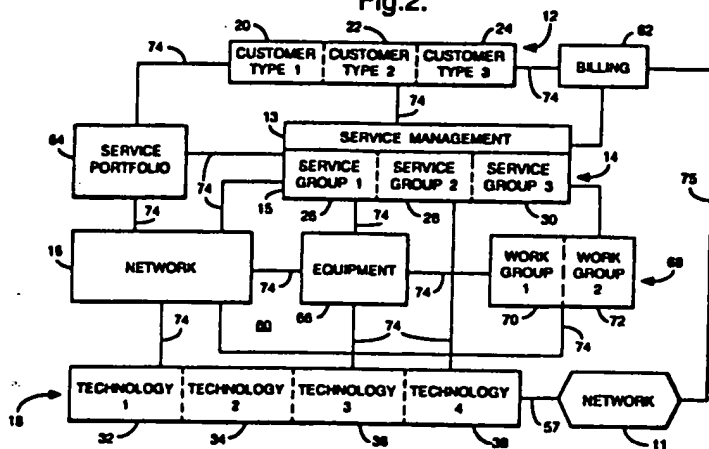 Fig.2.
20 22 24 12 62
74 CUSTOMER TYPE 1 CUSTOMER TYPE 2 CUSTOMER TYPE 3 BILLING
74 74
13
64 SERVICE PORTFOLIO 74 SERVICE MANAGEMENT
SERVICE GROUP 1 SERVICE GROUP 2 SERVICE GROUP 3 14
15 26 28 30 75
74 74 74
16 NETWORK 74 EQUIPMENT 74 WORK GROUP 1 WORK GROUP 2 68
66 70 72
74 60 74 74
18 TECHNOLOGY 1 TECHNOLOGY 2 TECHNOLOGY 3 TECHNOLOGY 4 57 NETWORK
32 34 36 38 11